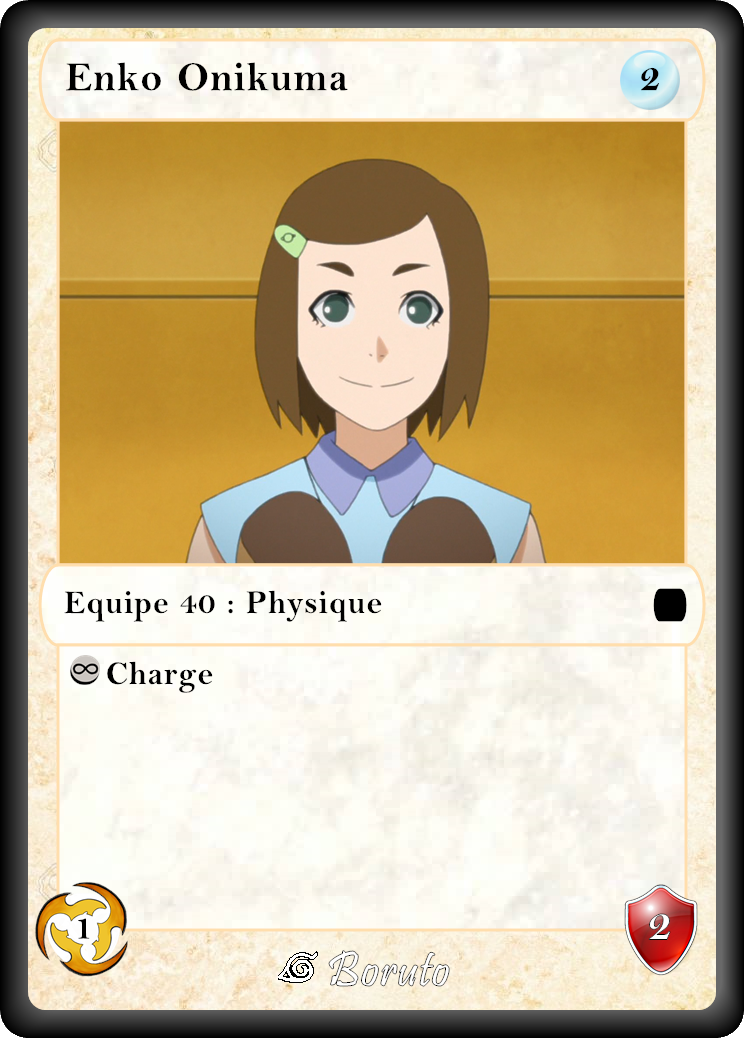 Enko Onikuma
2
Equipe 40 : Physique
∞ Charge
1
2
Boruto